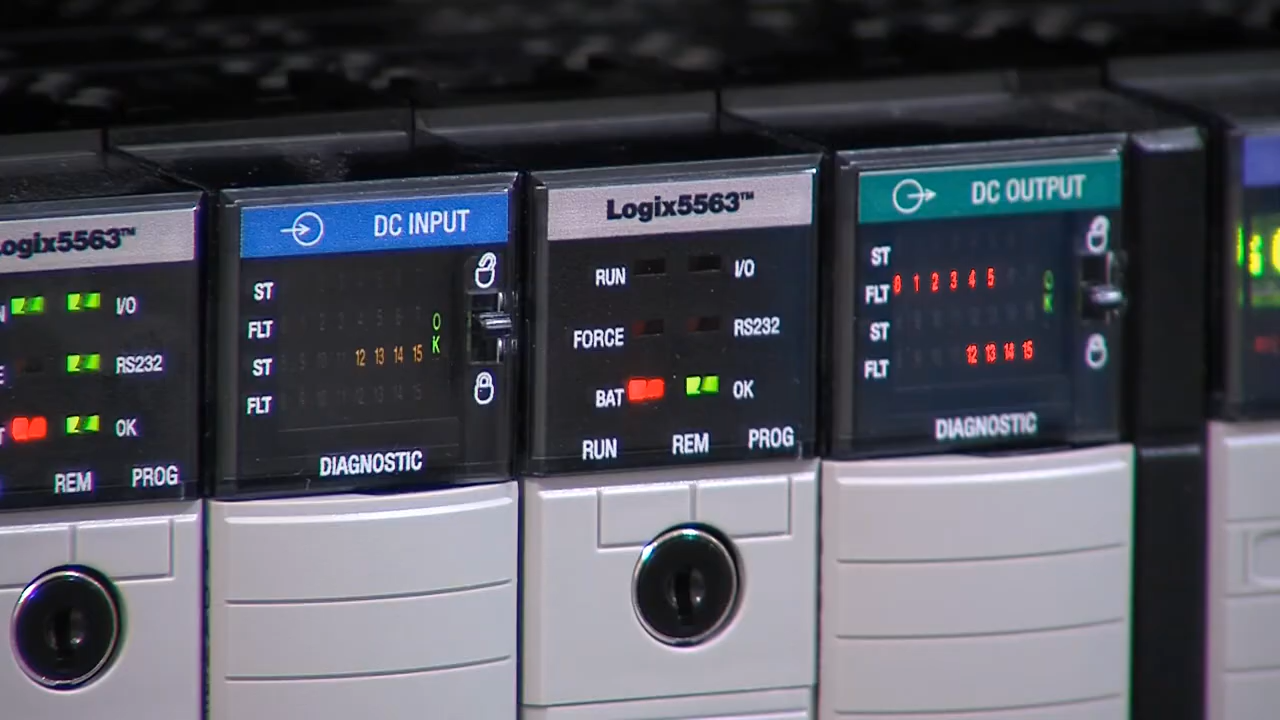 Logix5563™
I/O
RS232
OK
REM PROG
DC INPUT
ST
FLT
ST 12 13 14 15
FLT
OK
DIAGNOSTIC
Logix5563™
RUN I/O
FORCE RS232
BAT OK
RUN REM PROG
DC OUTPUT
ST
FLT 0 1 2 3 4 5
ST
FLT 12 13 14 15
OK
DIAGNOSTIC